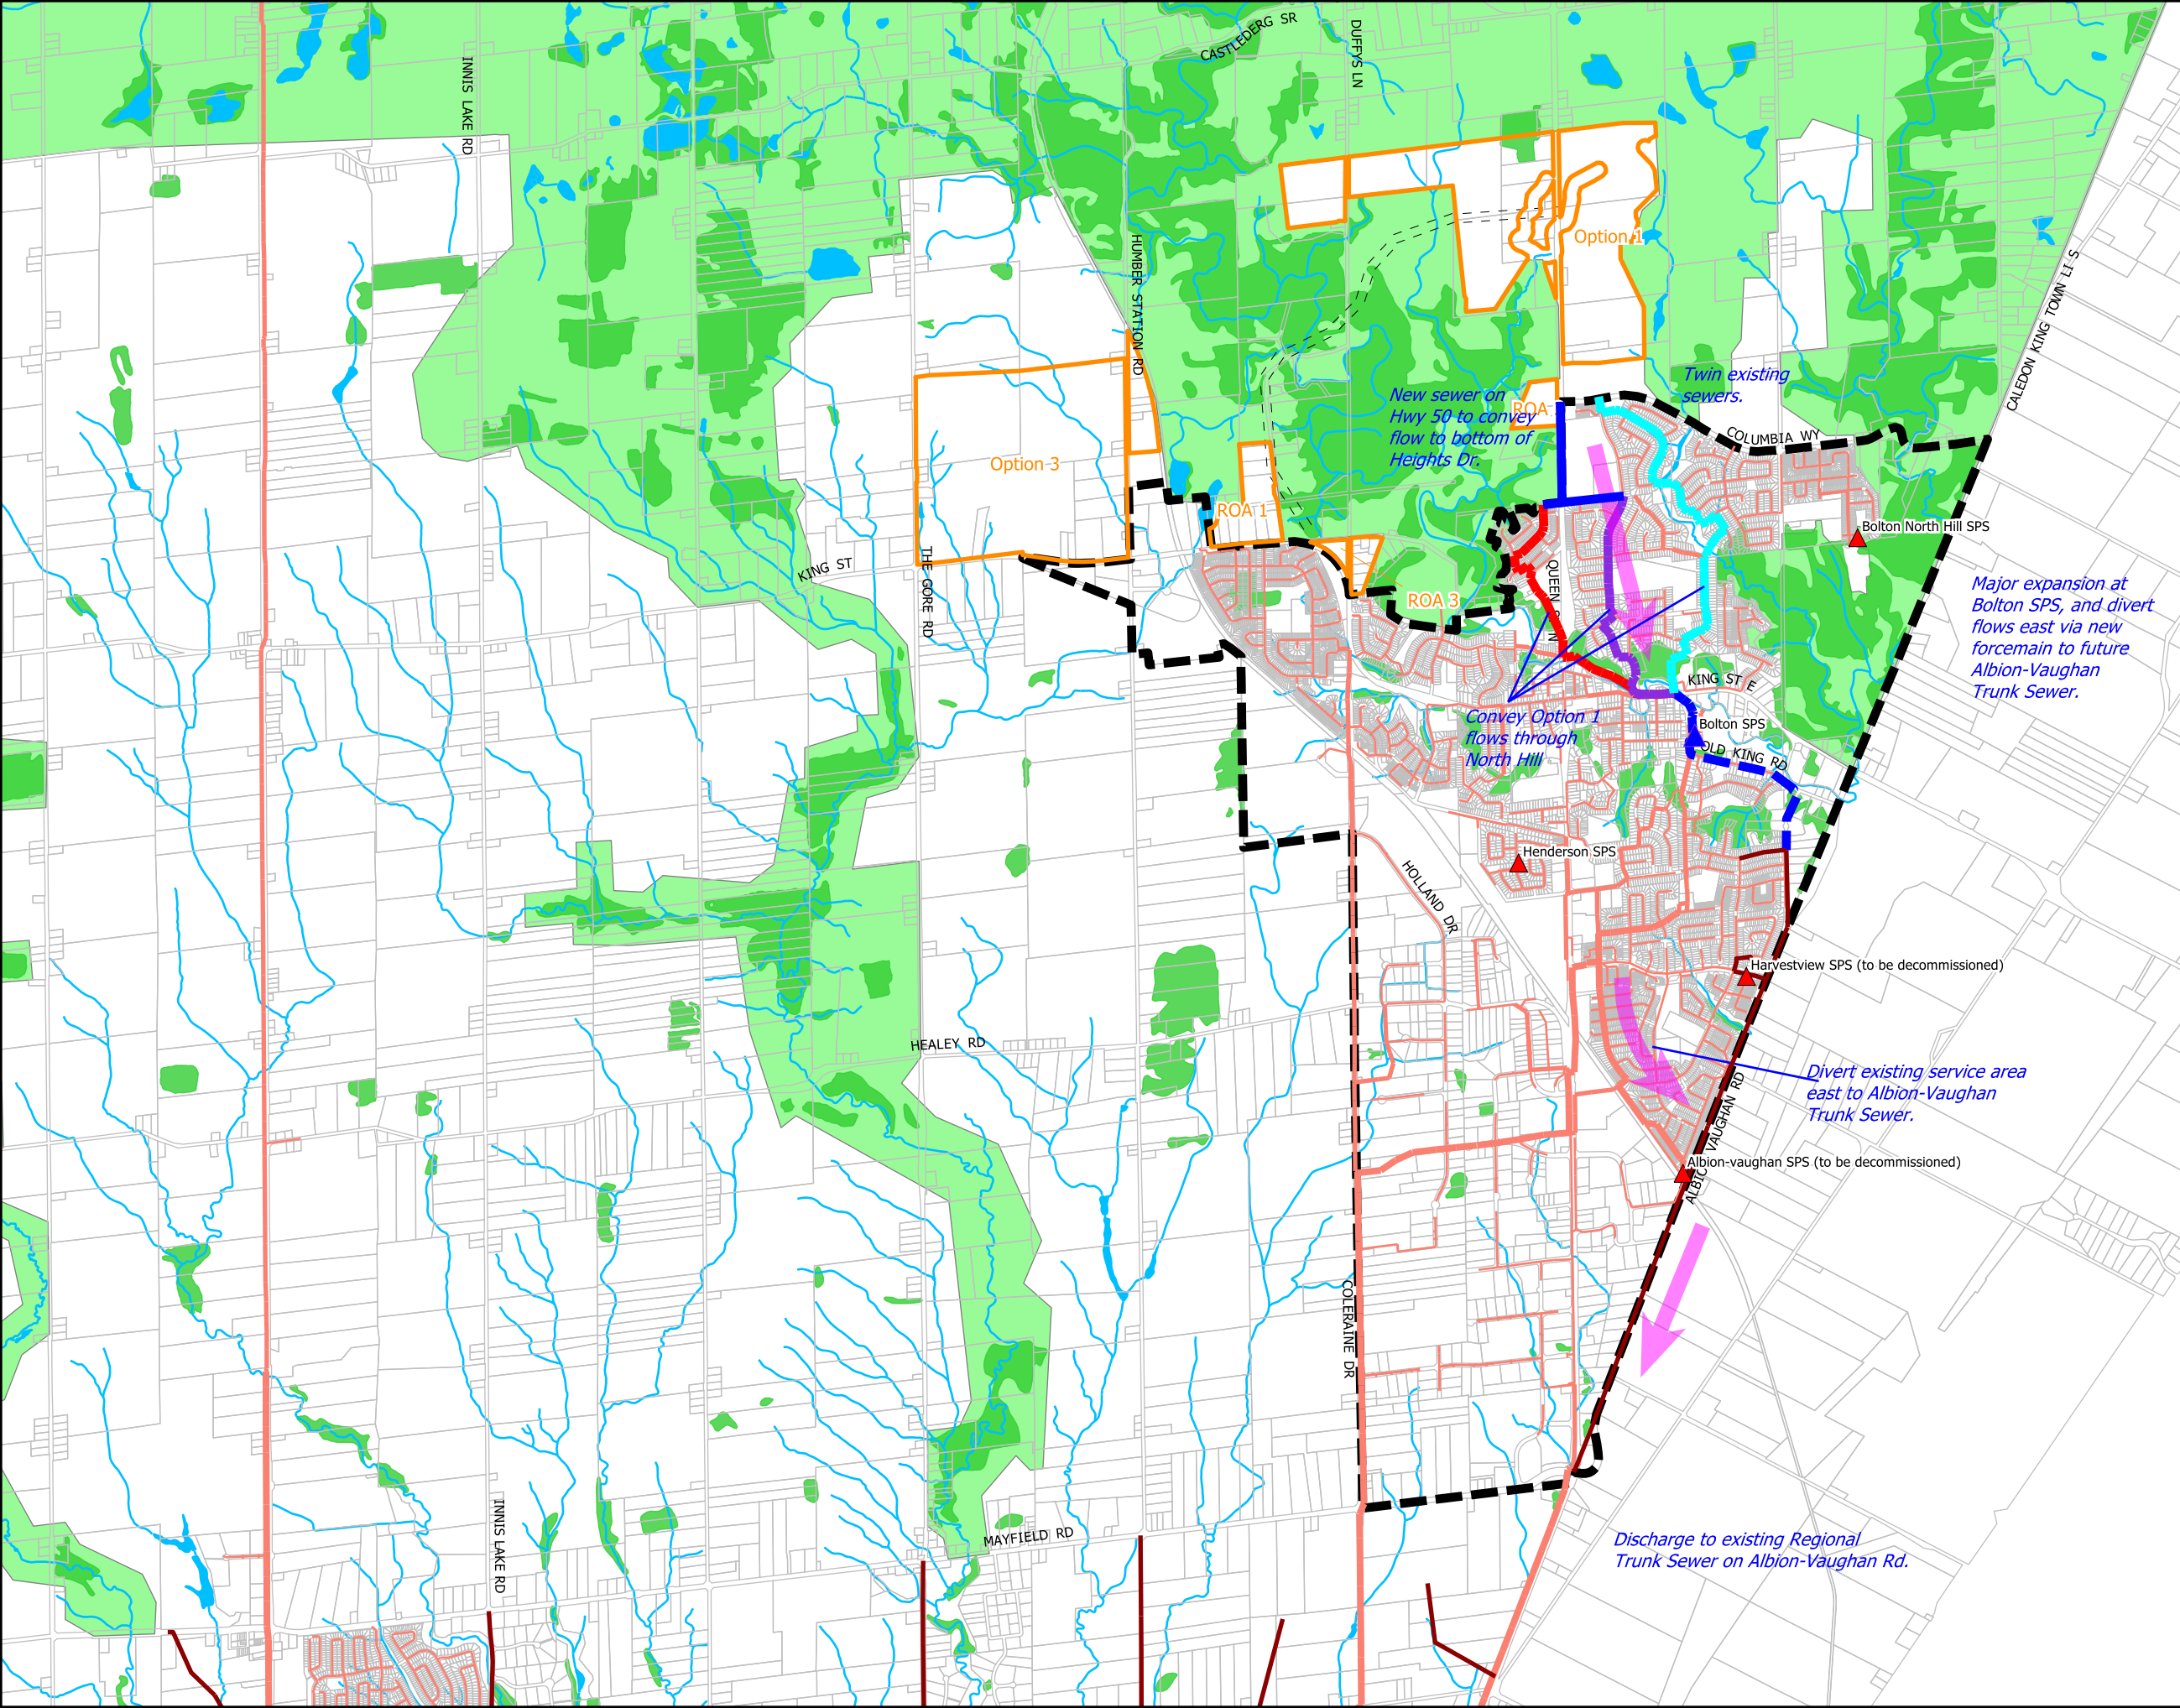 CASTLEDERG SR
DUFFYS LN
INNIS LAKE RD
HUMBER STATION RD
Option 1
CALEDON KING TOWN LI S
Twin existing
sewers.
New sewer on
Hwy 50 to convey
flow to bottom of
Heights Dr.
ROA
COLUMBIA WY
Option 3
ROA 1
Bolton North Hill SPS
KING ST
THE GORE RD
QUEEN S N
ROA 3
Major expansion at
Bolton SPS, and divert
flows east via new
forcemain to future
Albion-Vaughan
Trunk Sewer.
KING ST E
Convey Option 1
flows through
North Hill
Bolton SPS
OLD KING RD
Henderson SPS
HOLLAND DR
Harvestview SPS (to be decommissioned)
HEALEY RD
Divert existing service area
east to Albion-Vaughan
Trunk Sewer.
Albion-vaughan SPS (to be decommissioned)
ALBION VAUGHAN RD
COLERAINE DR
INNIS LAKE RD
MAYFIELD RD
Discharge to existing Regional
Trunk Sewer on Albion-Vaughan Rd.